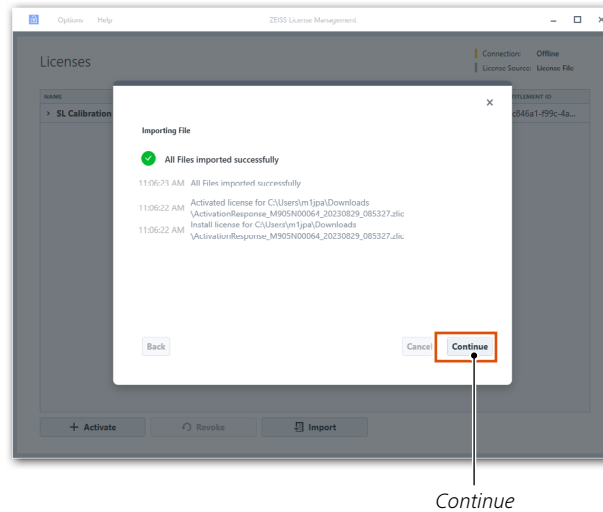 Options Help ZEISS License Management
Licenses
Connection: Offline
License Source: License File
NAME
> SL Calibration
c846a1-f99c-4a...
Importing File
All Files imported successfully
11:06:23 AM All Files imported successfully
11:06:22 AM Activated license for C:\Users\m1jpa\Downloads
\ActivationResponse_M905N00064_20230829_085327.zlic
11:06:22 AM Install license for C:\Users\m1jpa\Downloads
\ActivationResponse_M905N00064_20230829_085327.zlic
Back Cancel Continue
+ Activate Revoke Import
Continue